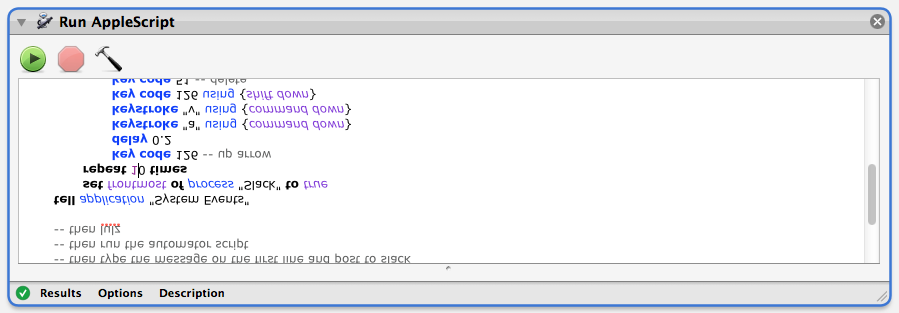 Run AppleScript
-- then type the message on the first line and post to slack
-- then run the automator script
-- then lulz
tell application "System Events"
set frontmost of process "Slack" to true
repeat 10 times
key code 126 -- up arrow
delay 0.2
keystroke "a" using {command down}
keystroke "v" using {command down}
key code 126 using {shift down}
key code 51 -- delete
Results Options Description